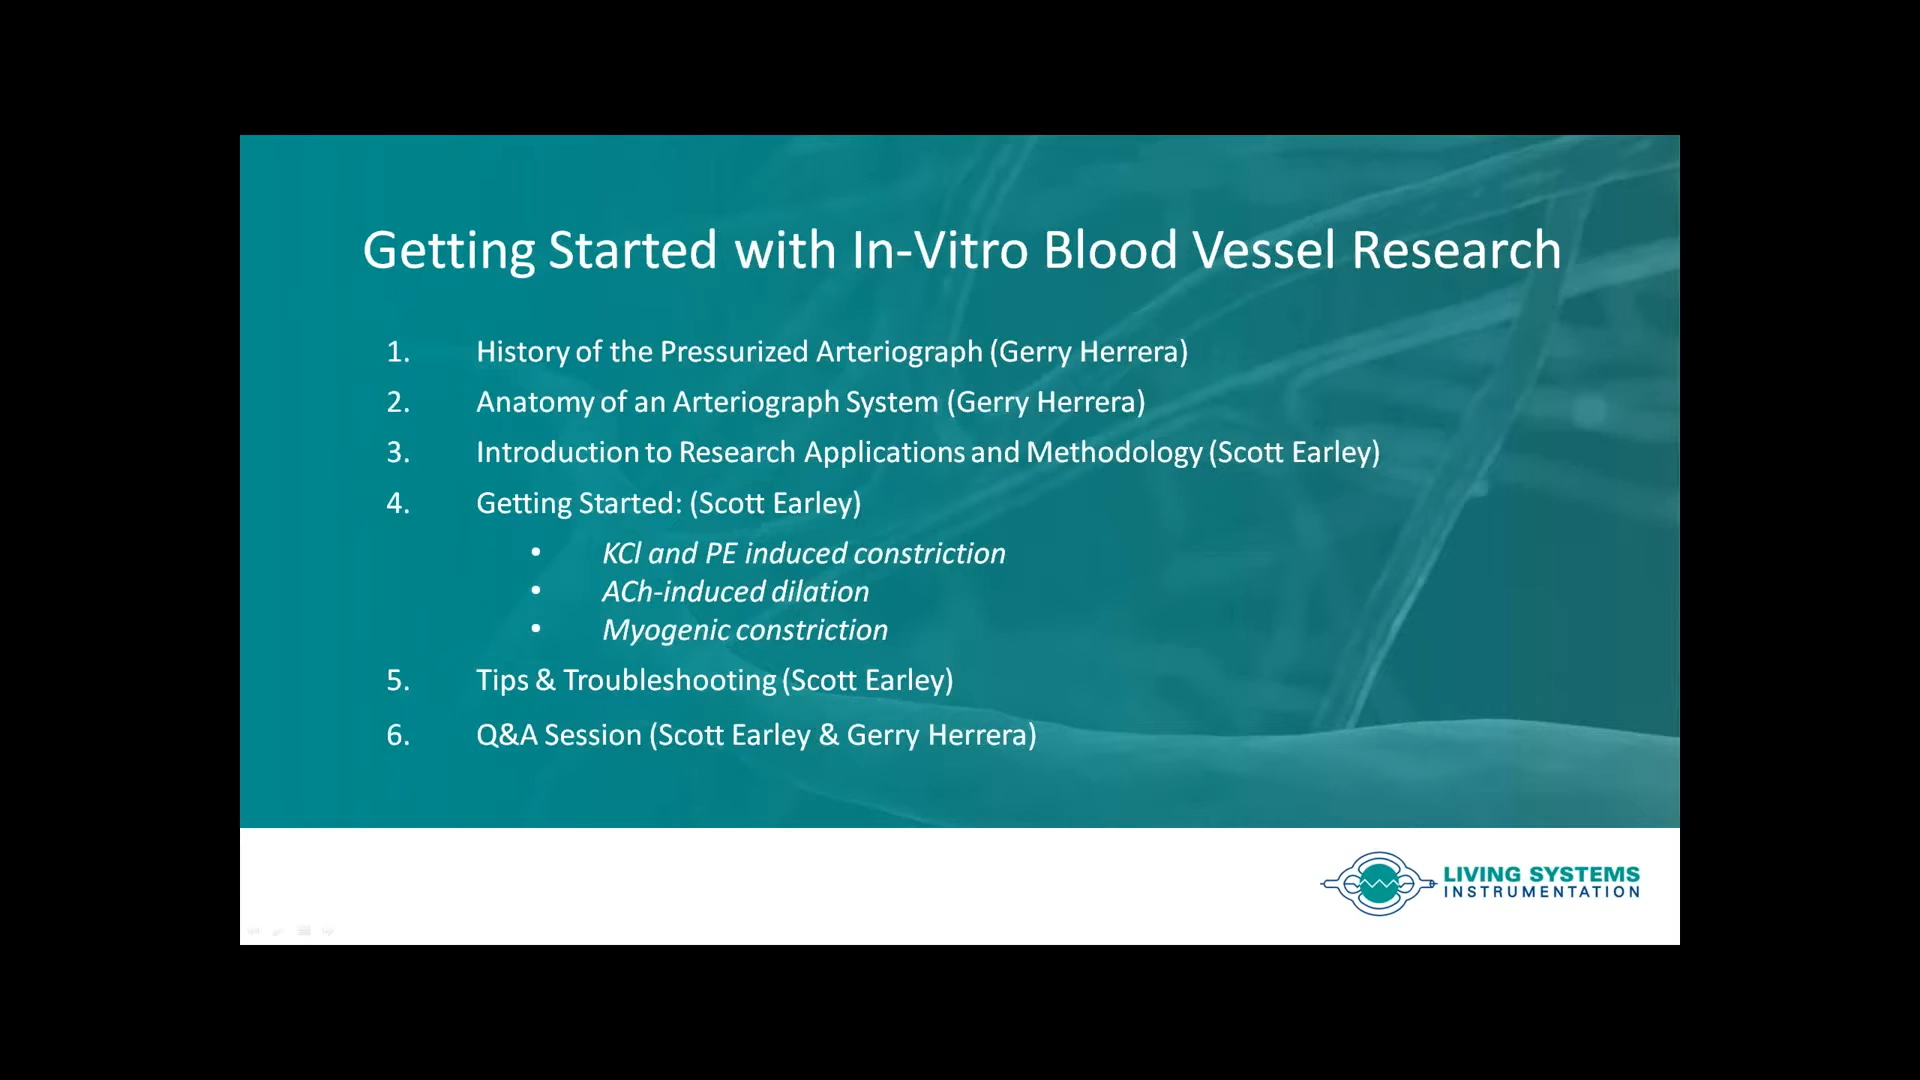 Getting Started with In-Vitro Blood Vessel Research
1. History of the Pressurized Arteriograph (Gerry Herrera)
2. Anatomy of an Arteriograph System (Gerry Herrera)
3. Introduction to Research Applications and Methodology (Scott Earley)
4. Getting Started: (Scott Earley)
• KCl and PE induced constriction
• ACh-induced dilation
• Myogenic constriction
5. Tips & Troubleshooting (Scott Earley)
6. Q&A Session (Scott Earley & Gerry Herrera)
LIVING SYSTEMS
INSTRUMENTATION